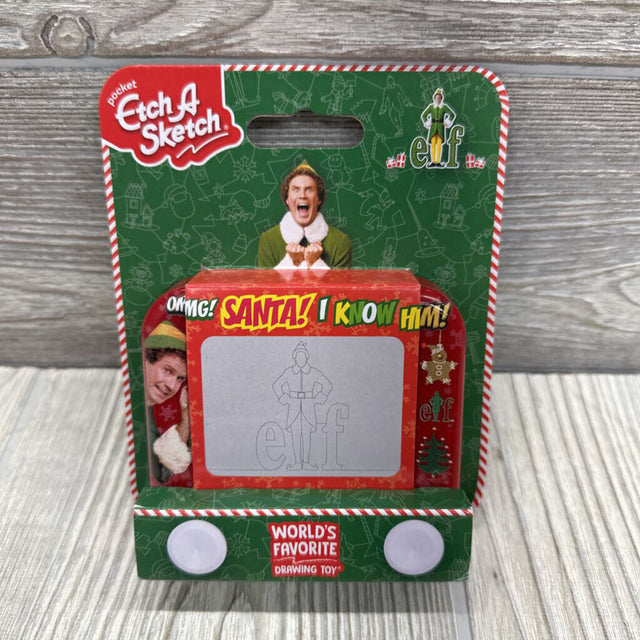 pocket
Etch A
Sketch®
elf
OMG! SANTA! I KNOW HIM!
elf
elf
WORLD'S
FAVORITE
DRAWING TOY®